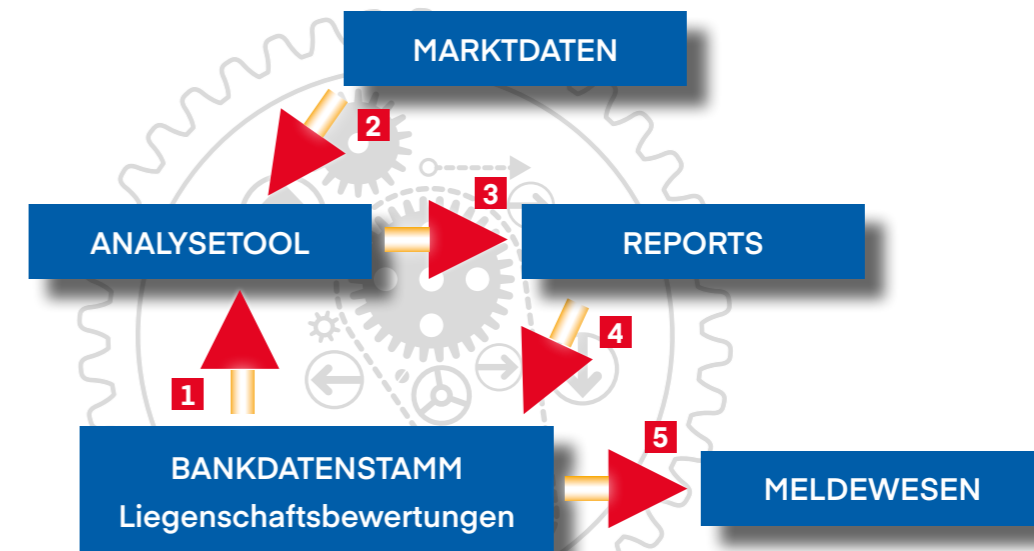 MARKTDATEN
2
3
ANALYSETOOL
REPORTS
4
1
5
BANKDATENSTAMM
Liegenschaftsbewertungen
MELDEWESEN